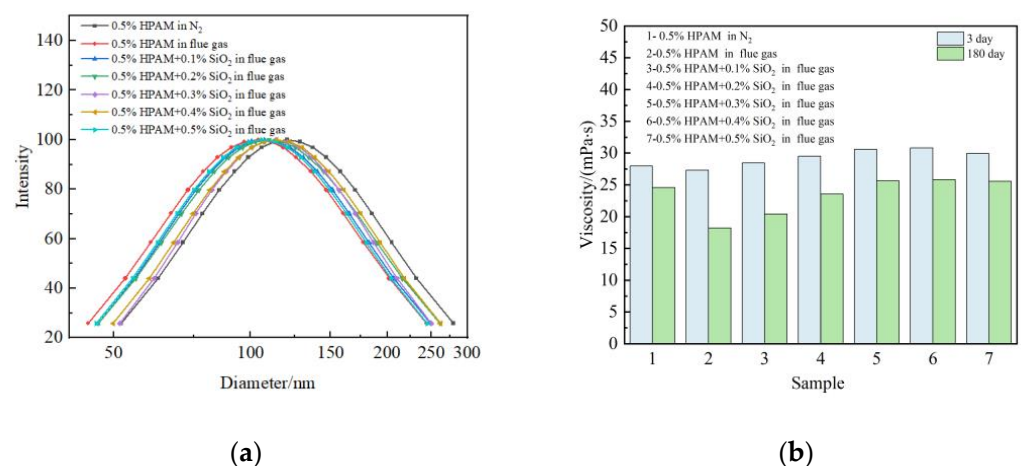 140
120
100
80
60
40
20
Intensity
0.5% HPAM in N₂
0.5% HPAM in flue gas
0.5% HPAM+0.1% SiO₂ in flue gas
0.5% HPAM+0.2% SiO₂ in flue gas
0.5% HPAM+0.3% SiO₂ in flue gas
0.5% HPAM+0.4% SiO₂ in flue gas
0.5% HPAM+0.5% SiO₂ in flue gas
50 100 150 200 250 300
Diameter/nm
(a)
50
45
40
35
30
25
20
15
10
5
0
Viscosity/(mPa·s)
1- 0.5% HPAM in N₂
2-0.5% HPAM in flue gas
3-0.5% HPAM+0.1% SiO₂ in flue gas
4-0.5% HPAM+0.2% SiO₂ in flue gas
5-0.5% HPAM+0.3% SiO₂ in flue gas
6-0.5% HPAM+0.4% SiO₂ in flue gas
7-0.5% HPAM+0.5% SiO₂ in flue gas
3 day
180 day
1 2 3 4 5 6 7
Sample
(b)